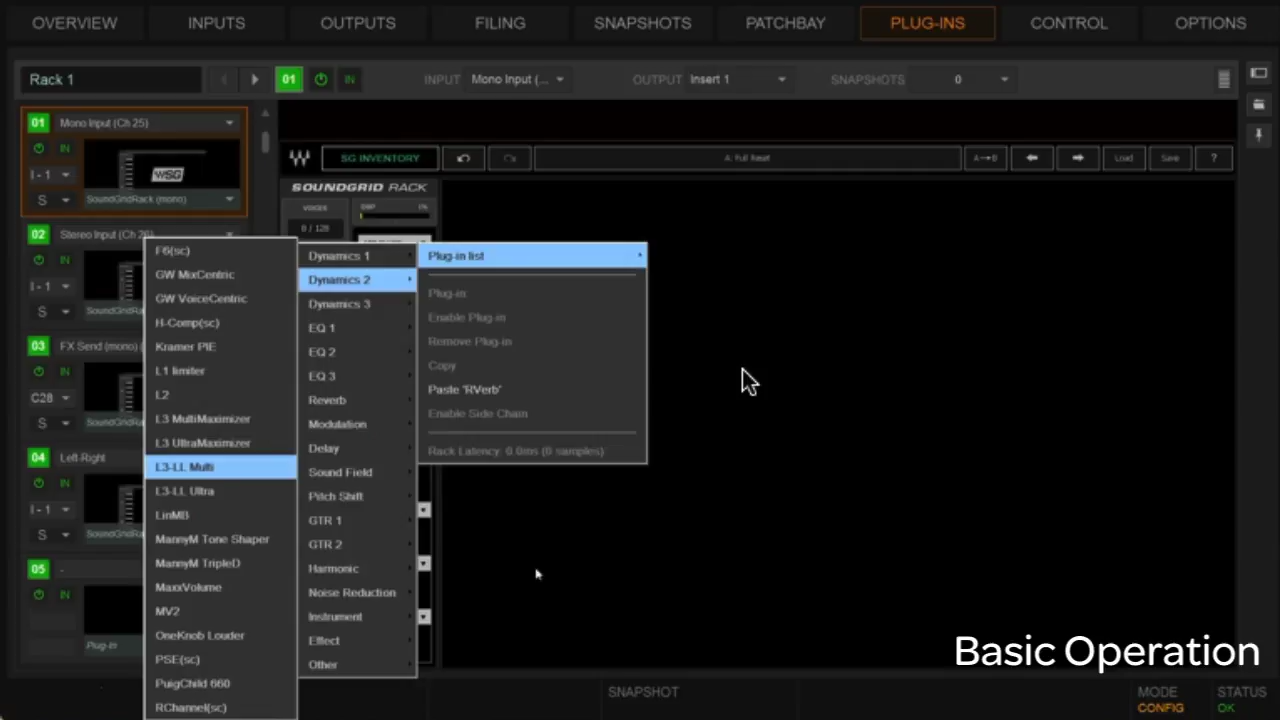 OVERVIEW
INPUTS
OUTPUTS
FILING
SNAPSHOTS
PATCHBAY
PLUG-INS
CONTROL
OPTIONS
Rack 1
01
IN
INPUT
Mono Input (...
OUTPUT
Insert 1
SNAPSHOTS
0
01
Mono Input (Ch 25)
IN
I - 1
WSG
S
SoundGridRack (mono)
SG INVENTORY
A: Full Reset
A→B
Load
Save
?
SOUNDGRID RACK
VOICES
DSP
0%
0 / 128
02
Stereo Input (Ch 26)
IN
I - 1
S
SoundGridRa
03
FX Send (mono) (
IN
C28
S
SoundGridRa
04
Left-Right
IN
I - 1
S
SoundGridRa
05
-
IN
Plug-in
F6(sc)
GW MixCentric
GW VoiceCentric
H-Comp(sc)
Kramer PIE
L1 limiter
L2
L3 MultiMaximizer
L3 UltraMaximizer
L3-LL Multi
L3-LL Ultra
LinMB
MannyM Tone Shaper
MannyM TripleD
MaxxVolume
MV2
OneKnob Louder
PSE(sc)
PuigChild 660
RChannel(sc)
Dynamics 1
Dynamics 2
Dynamics 3
EQ 1
EQ 2
EQ 3
Reverb
Modulation
Delay
Sound Field
Pitch Shift
GTR 1
GTR 2
Harmonic
Noise Reduction
Instrument
Effect
Other
Plug-in list
Plug-in:
Enable Plug-in
Remove Plug-in
Copy
Paste 'RVerb'
Enable Side Chain
Rack Latency: 0.0ms (0 samples)
Basic Operation
SNAPSHOT
MODE
CONFIG
STATUS
OK